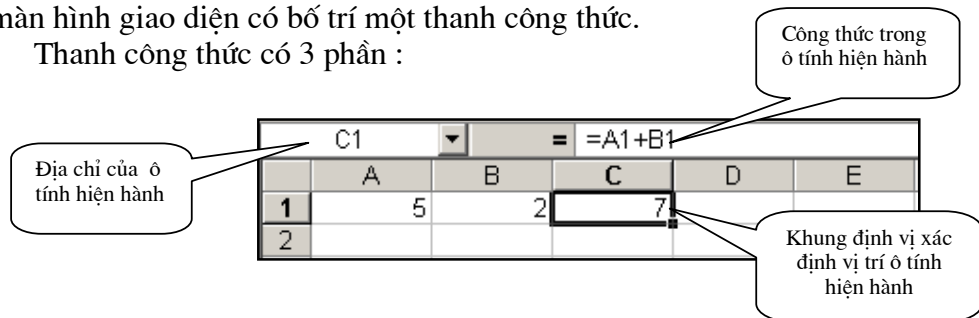 màn hình giao diện có bố trí một thanh công thức.
Thanh công thức có 3 phần :
Công thức trong
ô tính hiện hành
Địa chỉ của ô
tính hiện hành
C1 = =A1+B1
A B C D E
1 5 2 7
2
Khung định vị xác
định vị trí ô tính
hiện hành